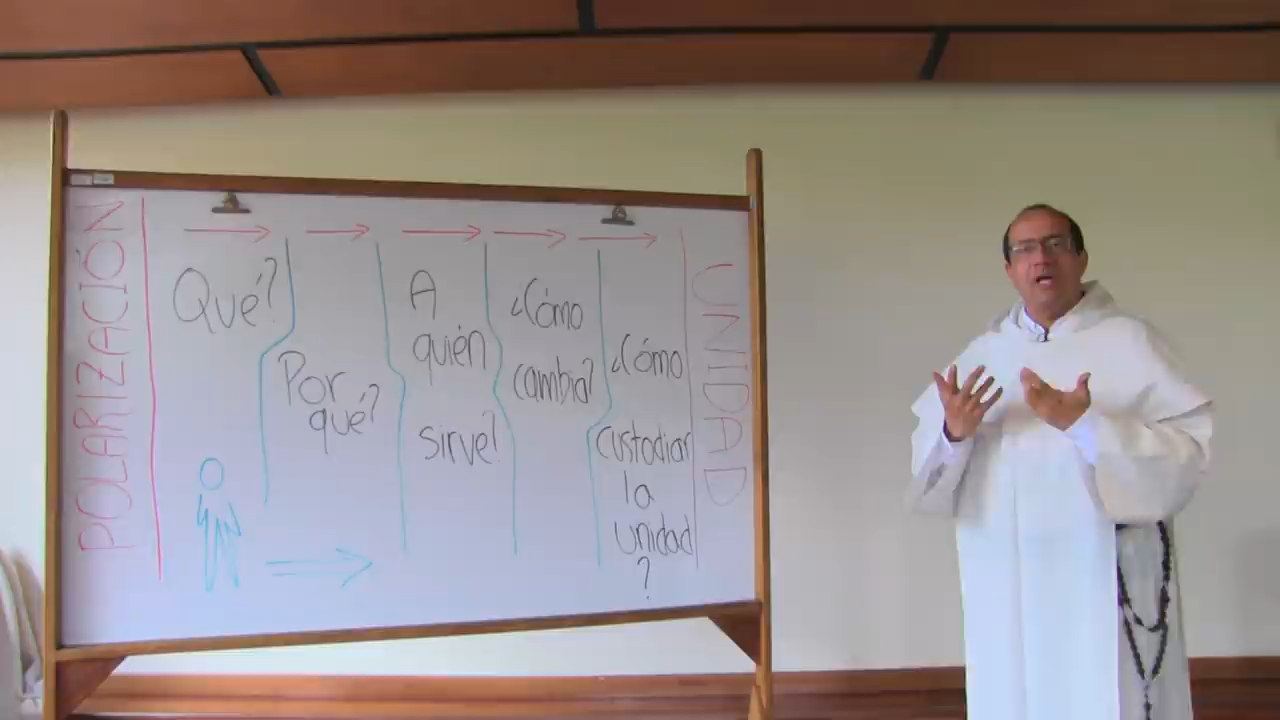 POLARIZACIÓN
Qué?
Por
qué?
A
quién
sirve?
¿Cómo
cambia?
¿Cómo
custodiar
la
unidad
?
UNIDAD